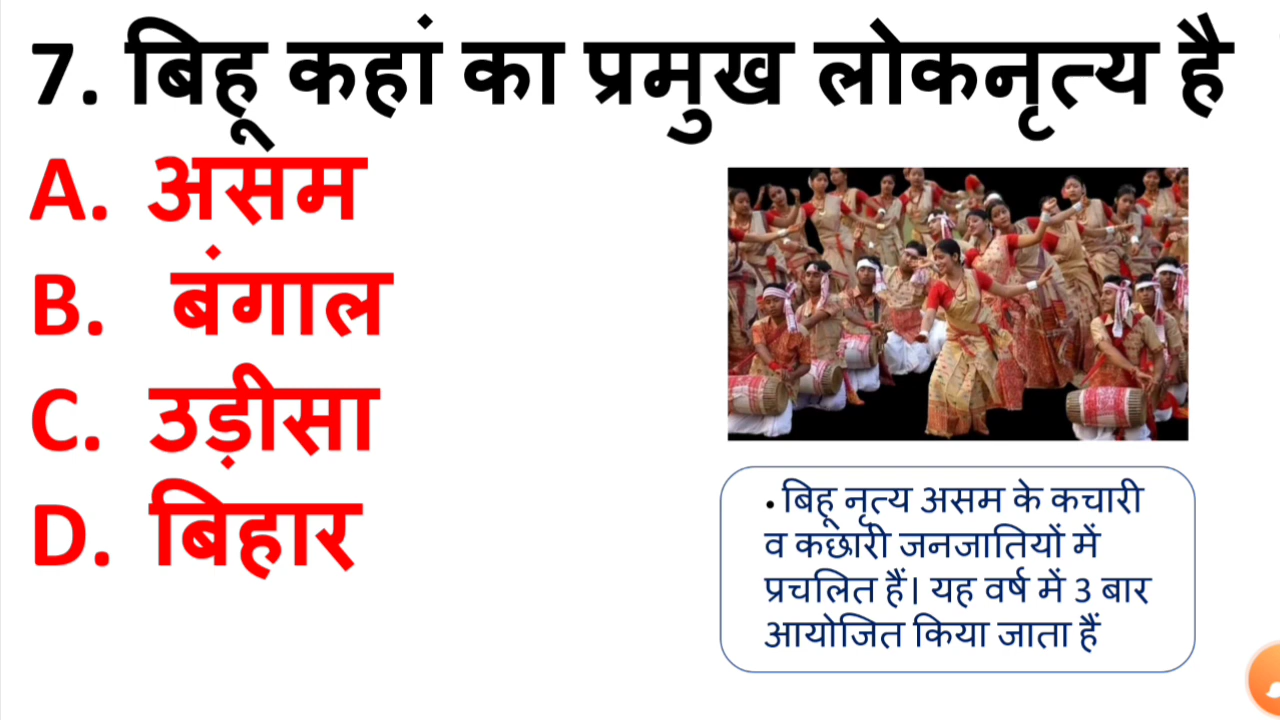 7. बिहू कहां का प्रमुख लोकनृत्य है
A. असम
B. बंगाल
C. उड़ीसा
D. बिहार
• बिहू नृत्य असम के कचारी
व कछारी जनजातियों में
प्रचलित हैं। यह वर्ष में 3 बार
आयोजित किया जाता हैं